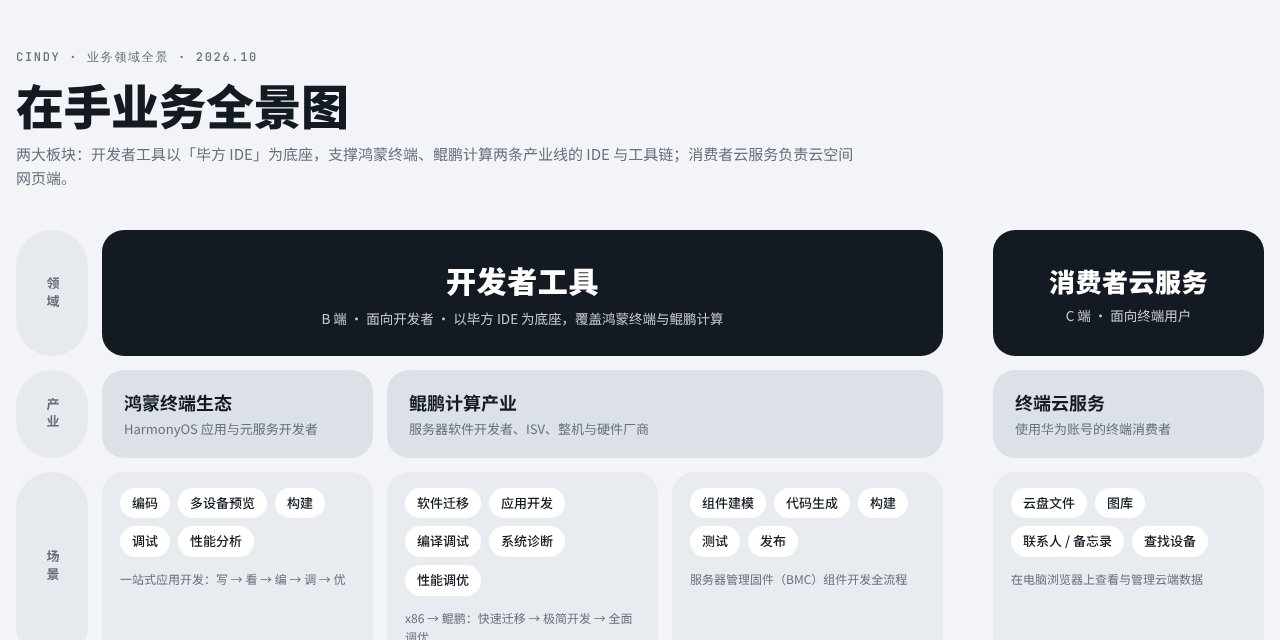 CINDY · 业务领域全景 · 2026.10
在手业务全景图
两大板块：开发者工具以「毕方 IDE」为底座，支撑鸿蒙终端、鲲鹏计算两条产业线的 IDE 与工具链；消费者云服务负责云空间
网页端。
领
域
开发者工具
B 端 · 面向开发者 · 以毕方 IDE 为底座，覆盖鸿蒙终端与鲲鹏计算
消费者云服务
C 端 · 面向终端用户
产
业
鸿蒙终端生态
HarmonyOS 应用与元服务开发者
鲲鹏计算产业
服务器软件开发者、ISV、整机与硬件厂商
终端云服务
使用华为账号的终端消费者
场
景
编码 多设备预览 构建
调试 性能分析
一站式应用开发：写 → 看 → 编 → 调 → 优
软件迁移 应用开发
编译调试 系统诊断
性能调优
x86 → 鲲鹏：快速迁移 → 极简开发 → 全面
调优
组件建模 代码生成 构建
测试 发布
服务器管理固件（BMC）组件开发全流程
云盘文件 图库
联系人 / 备忘录 查找设备
在电脑浏览器上查看与管理云端数据